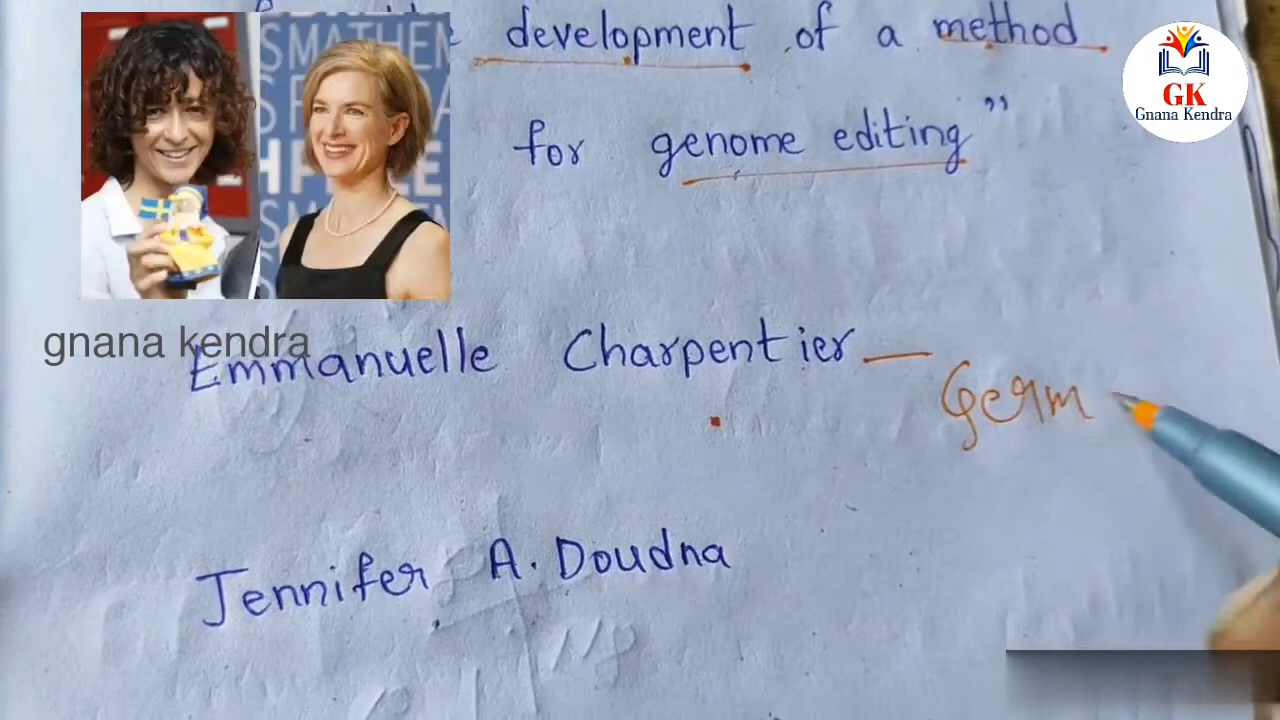 development of a method
for genome editing”
GK
Gnana Kendra
gnana kendra
Emmanuelle Charpentier —
Germ
Jennifer A. Doudna